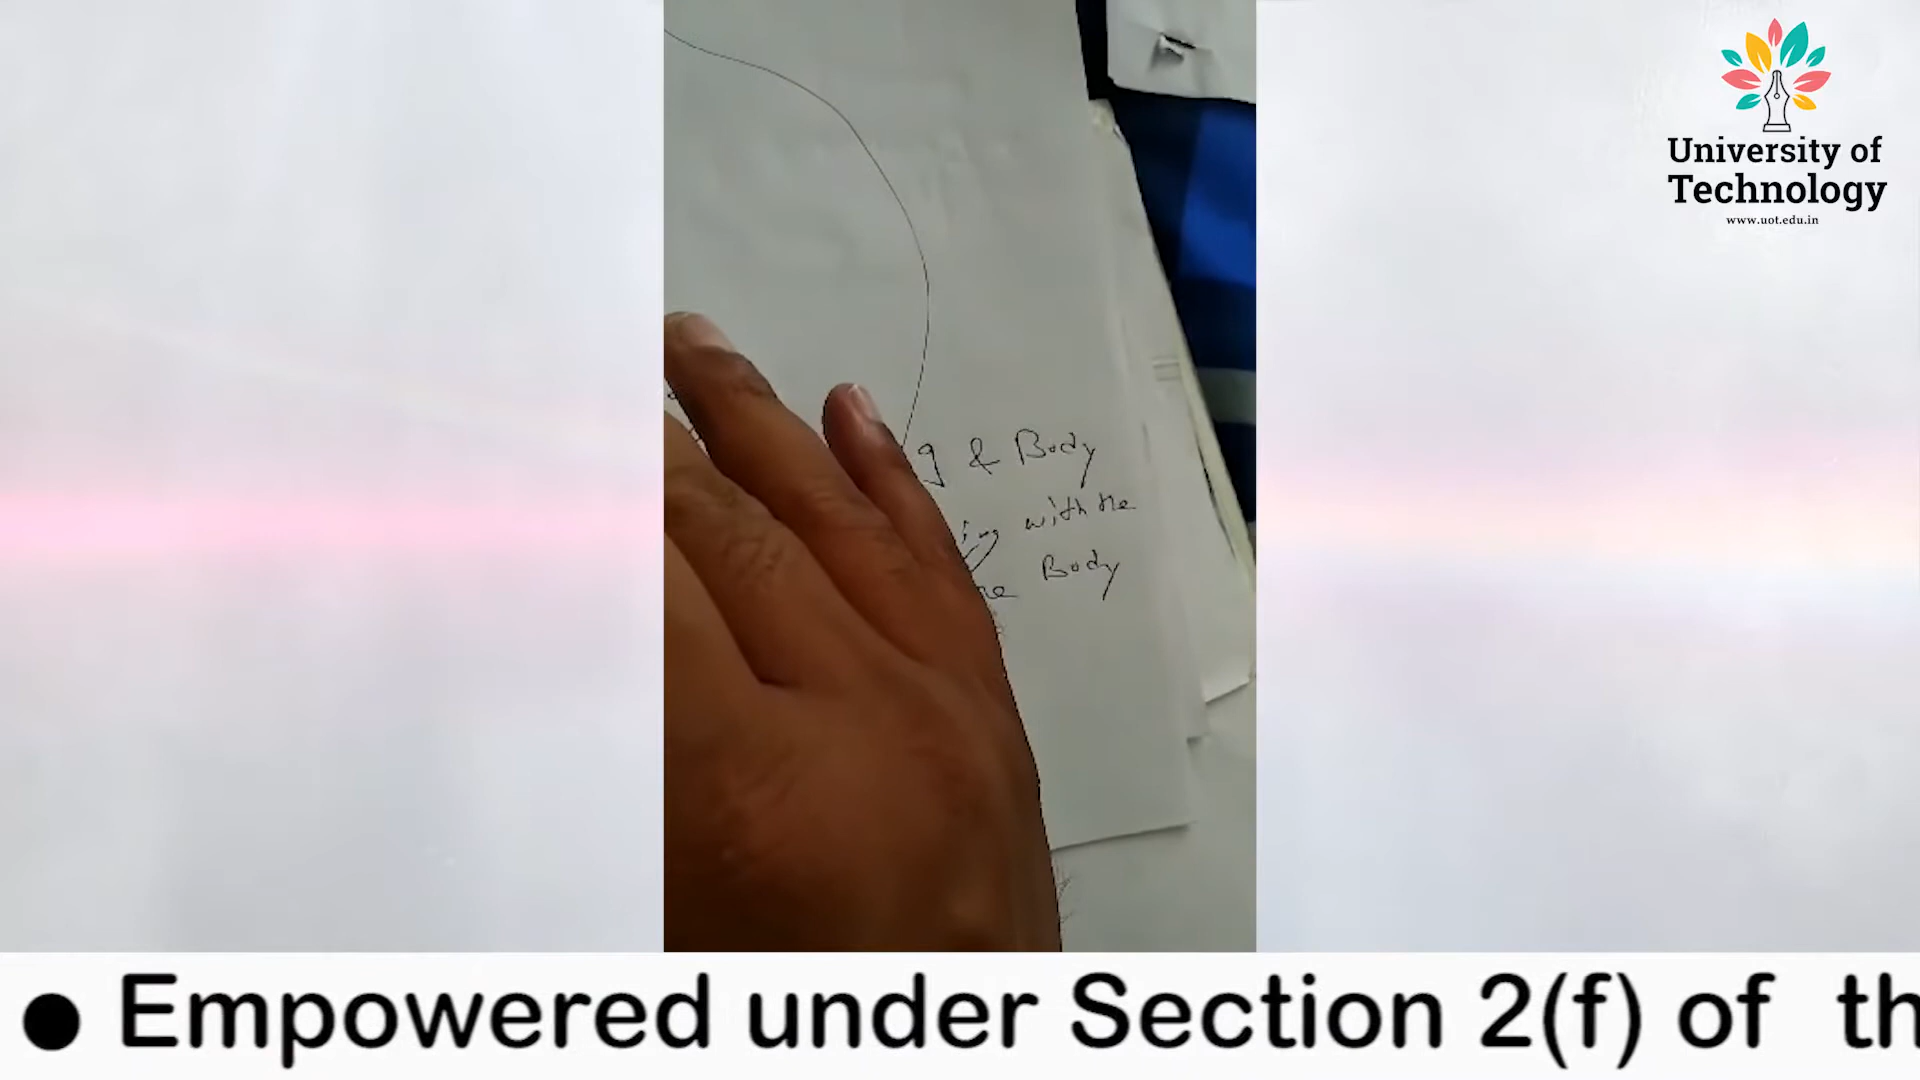 University of
Technology
www.uot.edu.in
& Body
with the
Body
● Empowered under Section 2(f) of th